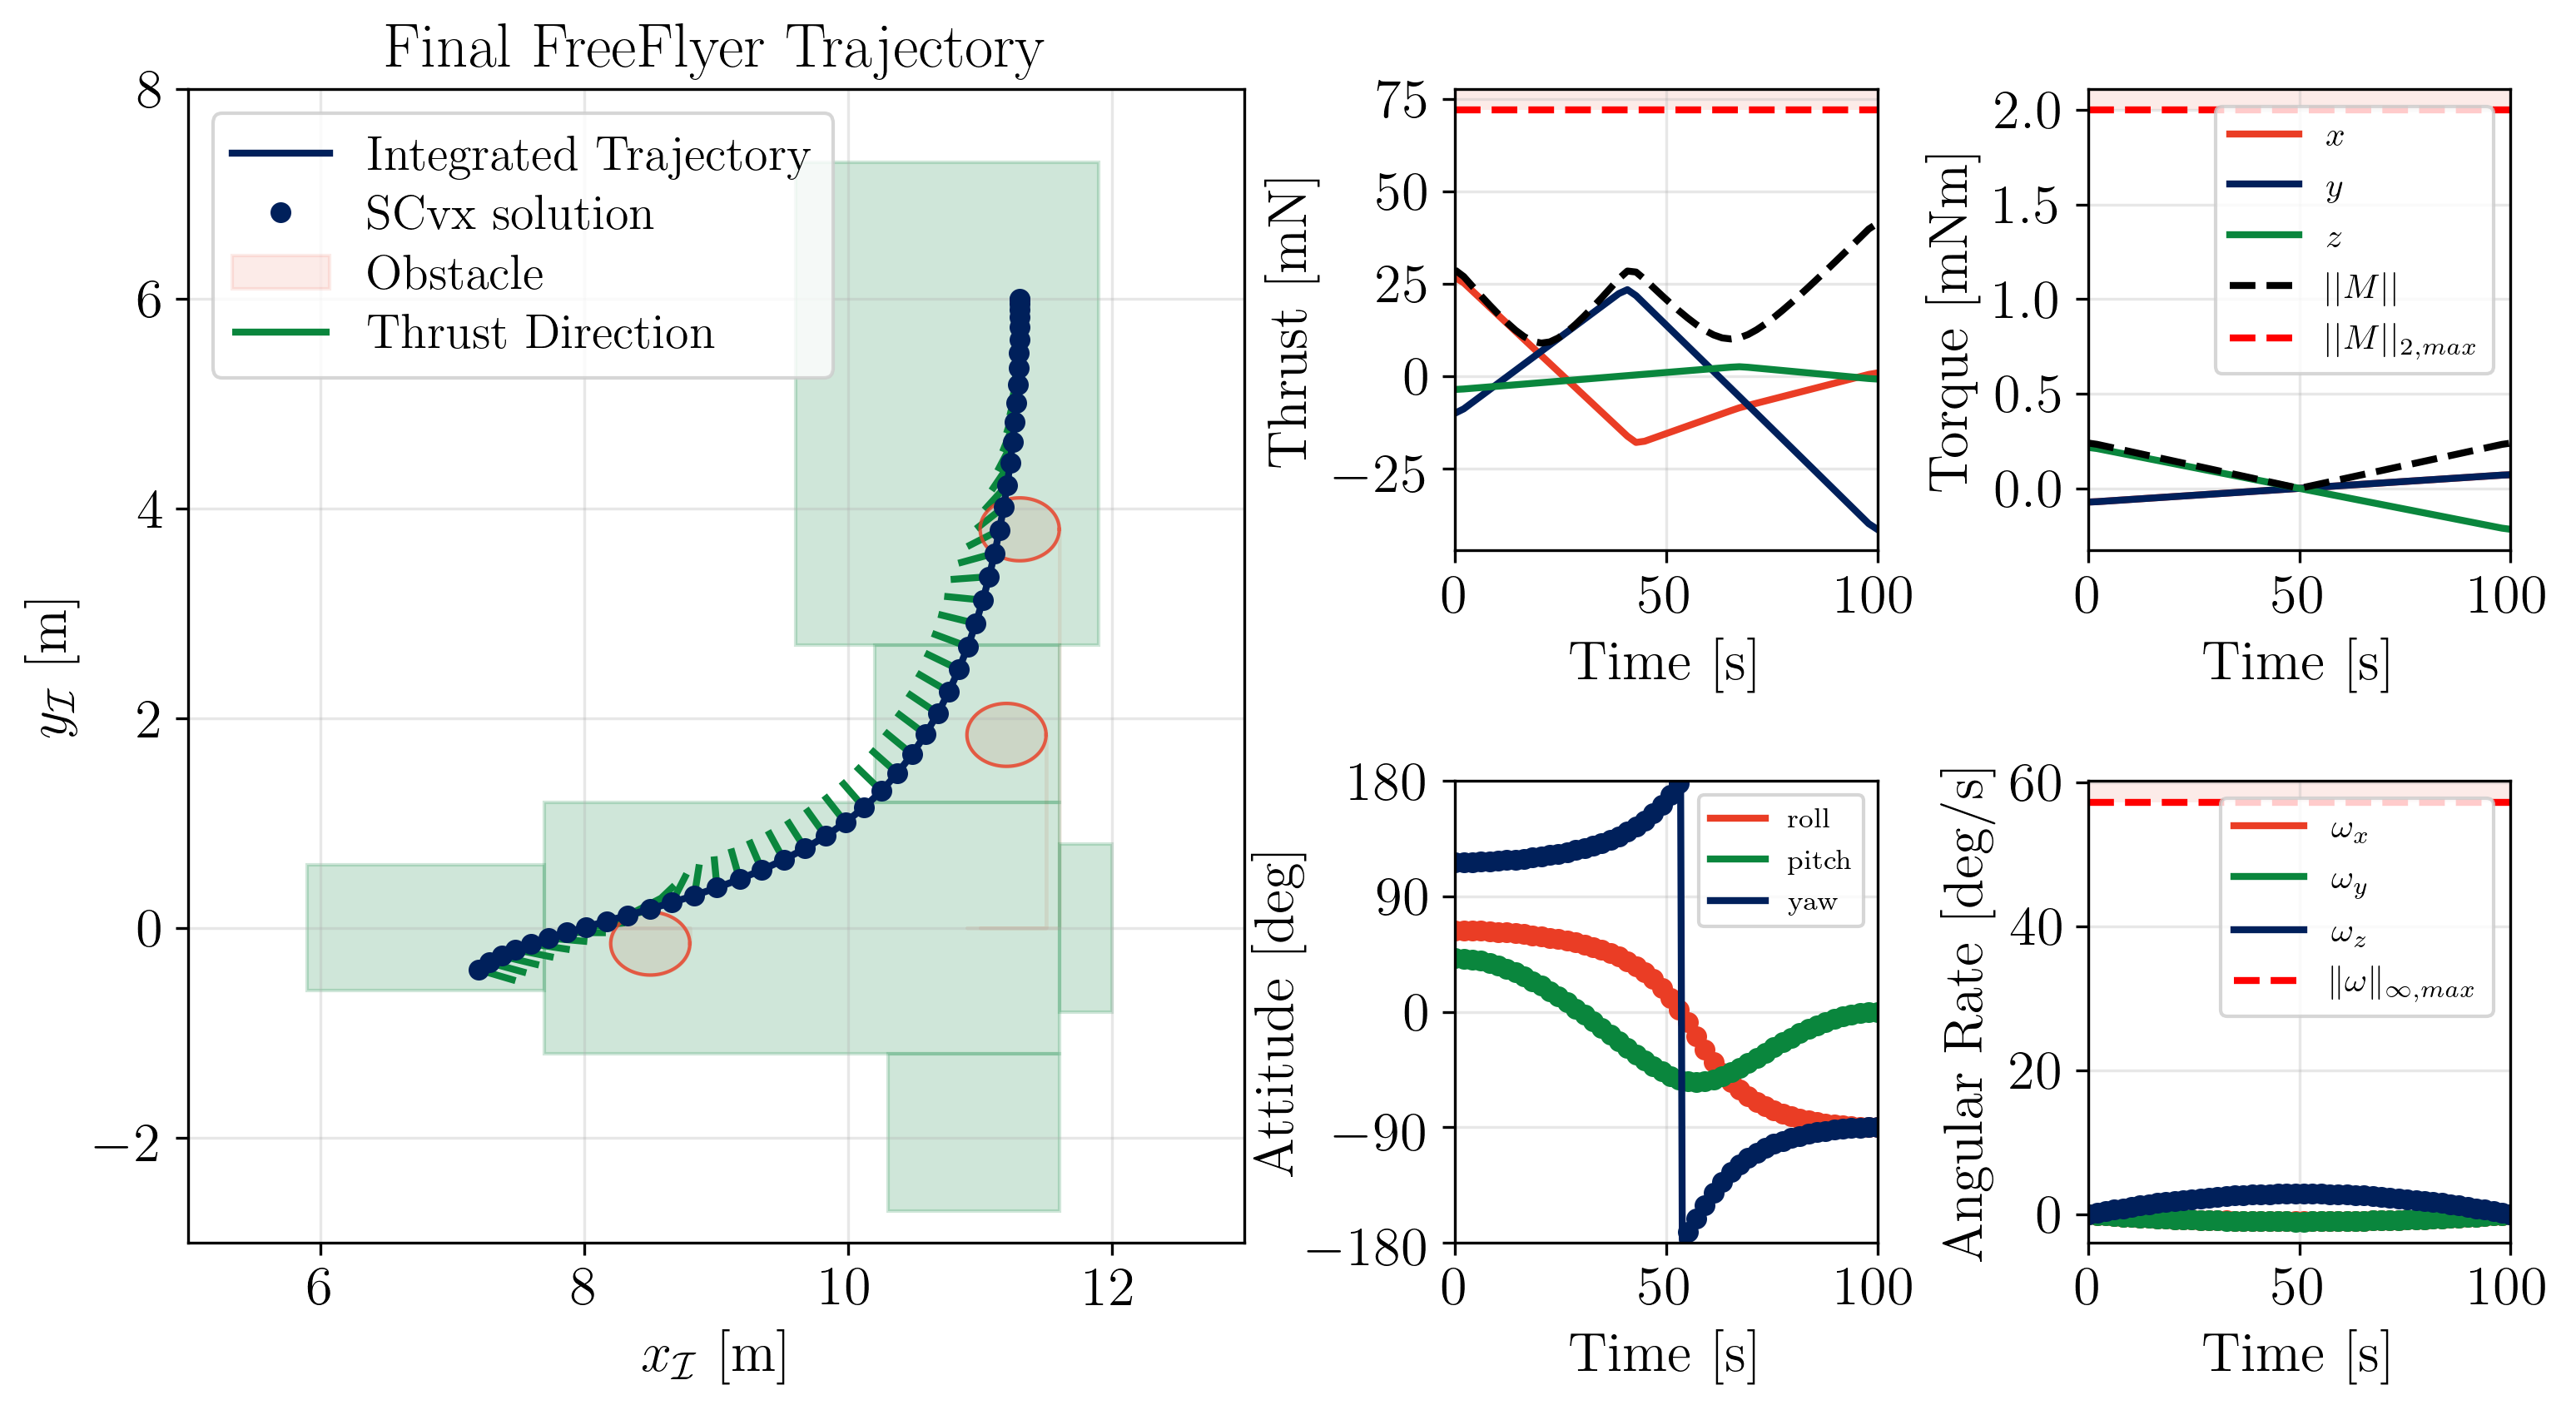 Final FreeFlyer Trajectory
8
6
4
2
0
−2
6
8
10
12
y_I [m]
x_I [m]
Integrated Trajectory
SCvx solution
Obstacle
Thrust Direction
75
50
25
0
−25
0
50
100
Thrust [mN]
Time [s]
2.0
1.5
1.0
0.5
0.0
0
50
100
Torque [mNm]
Time [s]
x
y
z
||M||
||M||_{2,max}
180
90
0
−90
−180
0
50
100
Attitude [deg]
Time [s]
roll
pitch
yaw
60
40
20
0
0
50
100
Angular Rate [deg/s]
Time [s]
ω_x
ω_y
ω_z
‖ω‖_{∞,max}